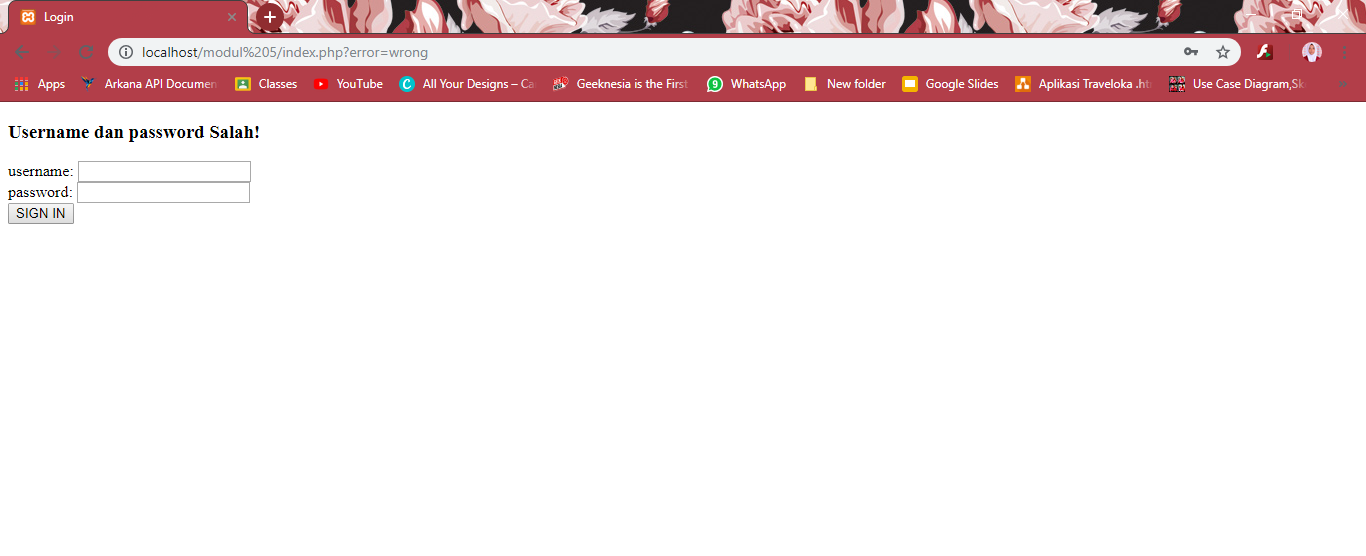 Login
localhost/modul%205/index.php?error=wrong
Apps Arkana API Documen Classes YouTube All Your Designs – Ca Geeknesia is the First WhatsApp New folder Google Slides Aplikasi Traveloka .ht Use Case Diagram,Sk
Username dan password Salah!
username:
password:
SIGN IN